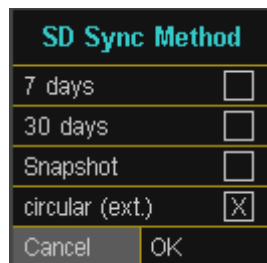 SD Sync Method
7 days
30 days
Snapshot
circular (ext.) X
Cancel OK